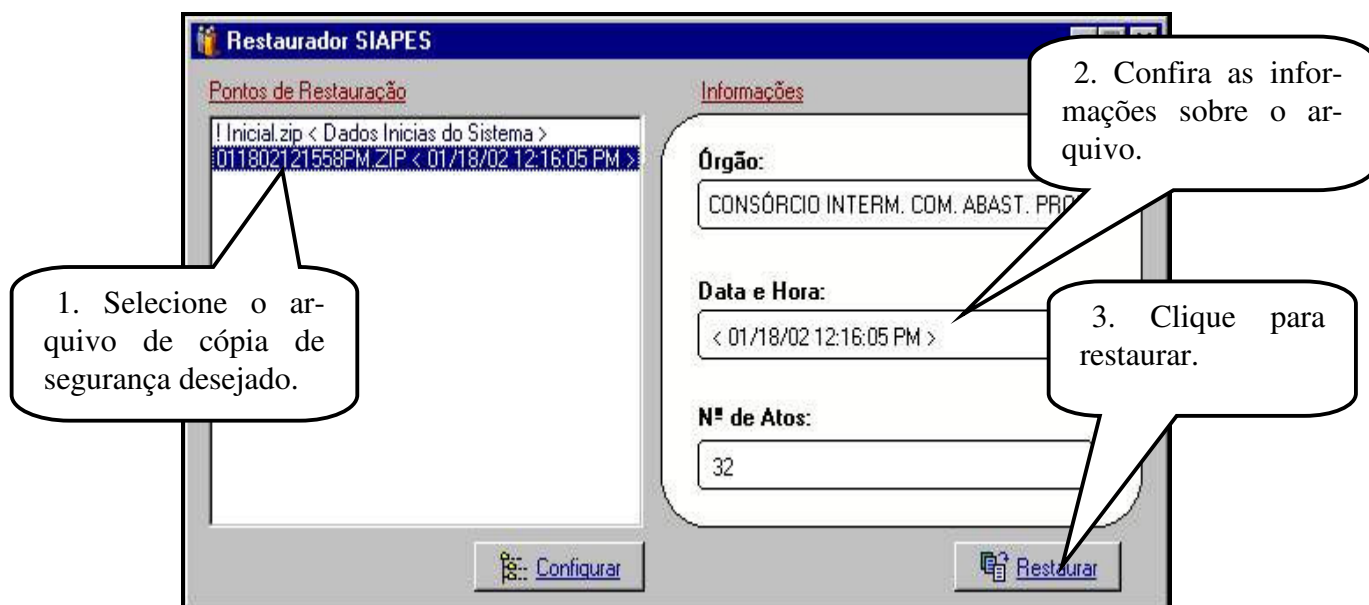 Restaurador SIAPES
Pontos de Restauração
! Inicial.zip < Dados Inicias do Sistema >
011802121558PM.ZIP < 01/18/02 12:16:05 PM >
1. Selecione o ar-
quivo de cópia de
segurança desejado.
Configurar
Informações
Órgão:
CONSÓRCIO INTERM. COM. ABAST. PRO
Data e Hora:
< 01/18/02 12:16:05 PM >
Nº de Atos:
32
2. Confira as infor-
mações sobre o ar-
quivo.
3. Clique para
restaurar.
Restaurar